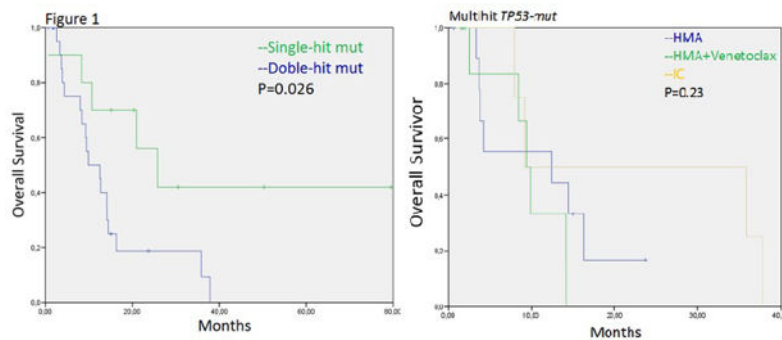 Figure 1
--Single-hit mut
--Doble-hit mut
P=0.026
Overall Survival
1,0
0,8
0,6
0,4
0,2
0,0
0,00
20,00
40,00
60,00
80,00
Months
Multihit TP53-mut
--HMA
--HMA+Venetoclax
--IC
P=0.23
Overall Survivor
1,0
0,8
0,6
0,4
0,2
0,0
0,00
10,00
20,00
30,00
40,0
Months